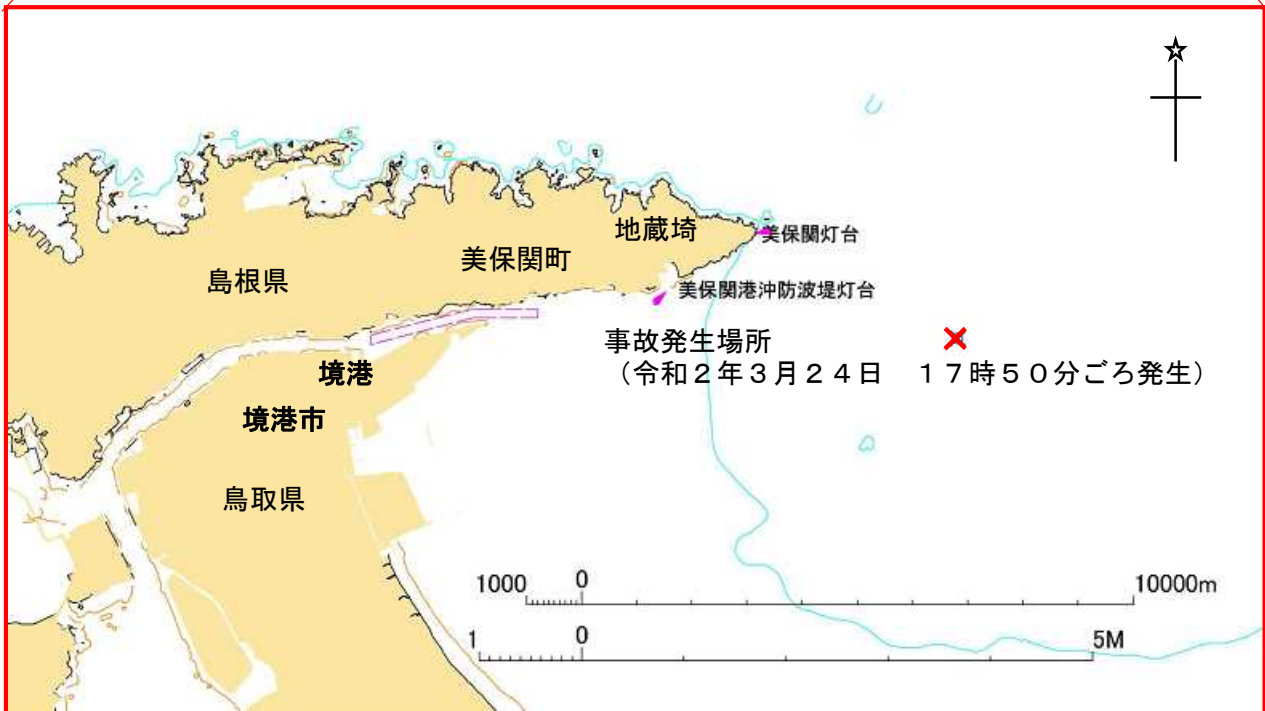 地蔵埼
美保関灯台
美保関町
島根県
美保関港沖防波堤灯台
事故発生場所
（令和２年３月２４日　１７時５０分ごろ発生）
境港
境港市
鳥取県
1000 0 10000m
1 0 5M